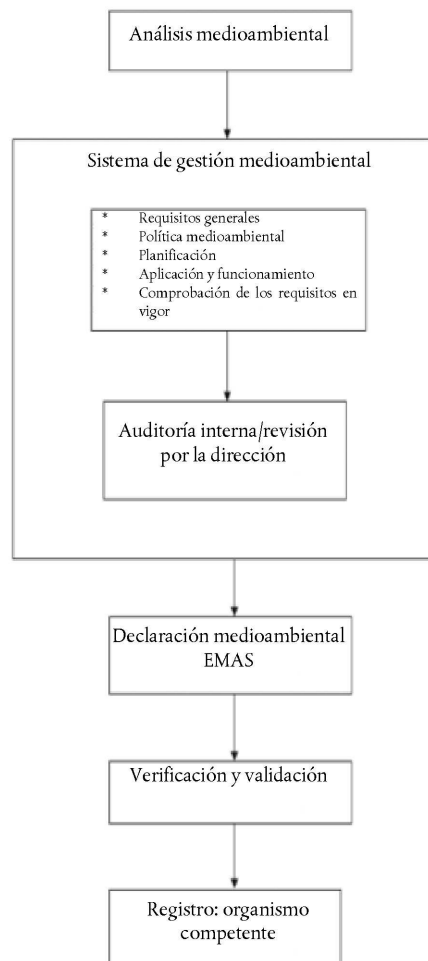 Análisis medioambiental
Sistema de gestión medioambiental
* Requisitos generales
* Política medioambiental
* Planificación
* Aplicación y funcionamiento
* Comprobación de los requisitos en
vigor
Auditoría interna/revisión
por la dirección
Declaración medioambiental
EMAS
Verificación y validación
Registro: organismo
competente